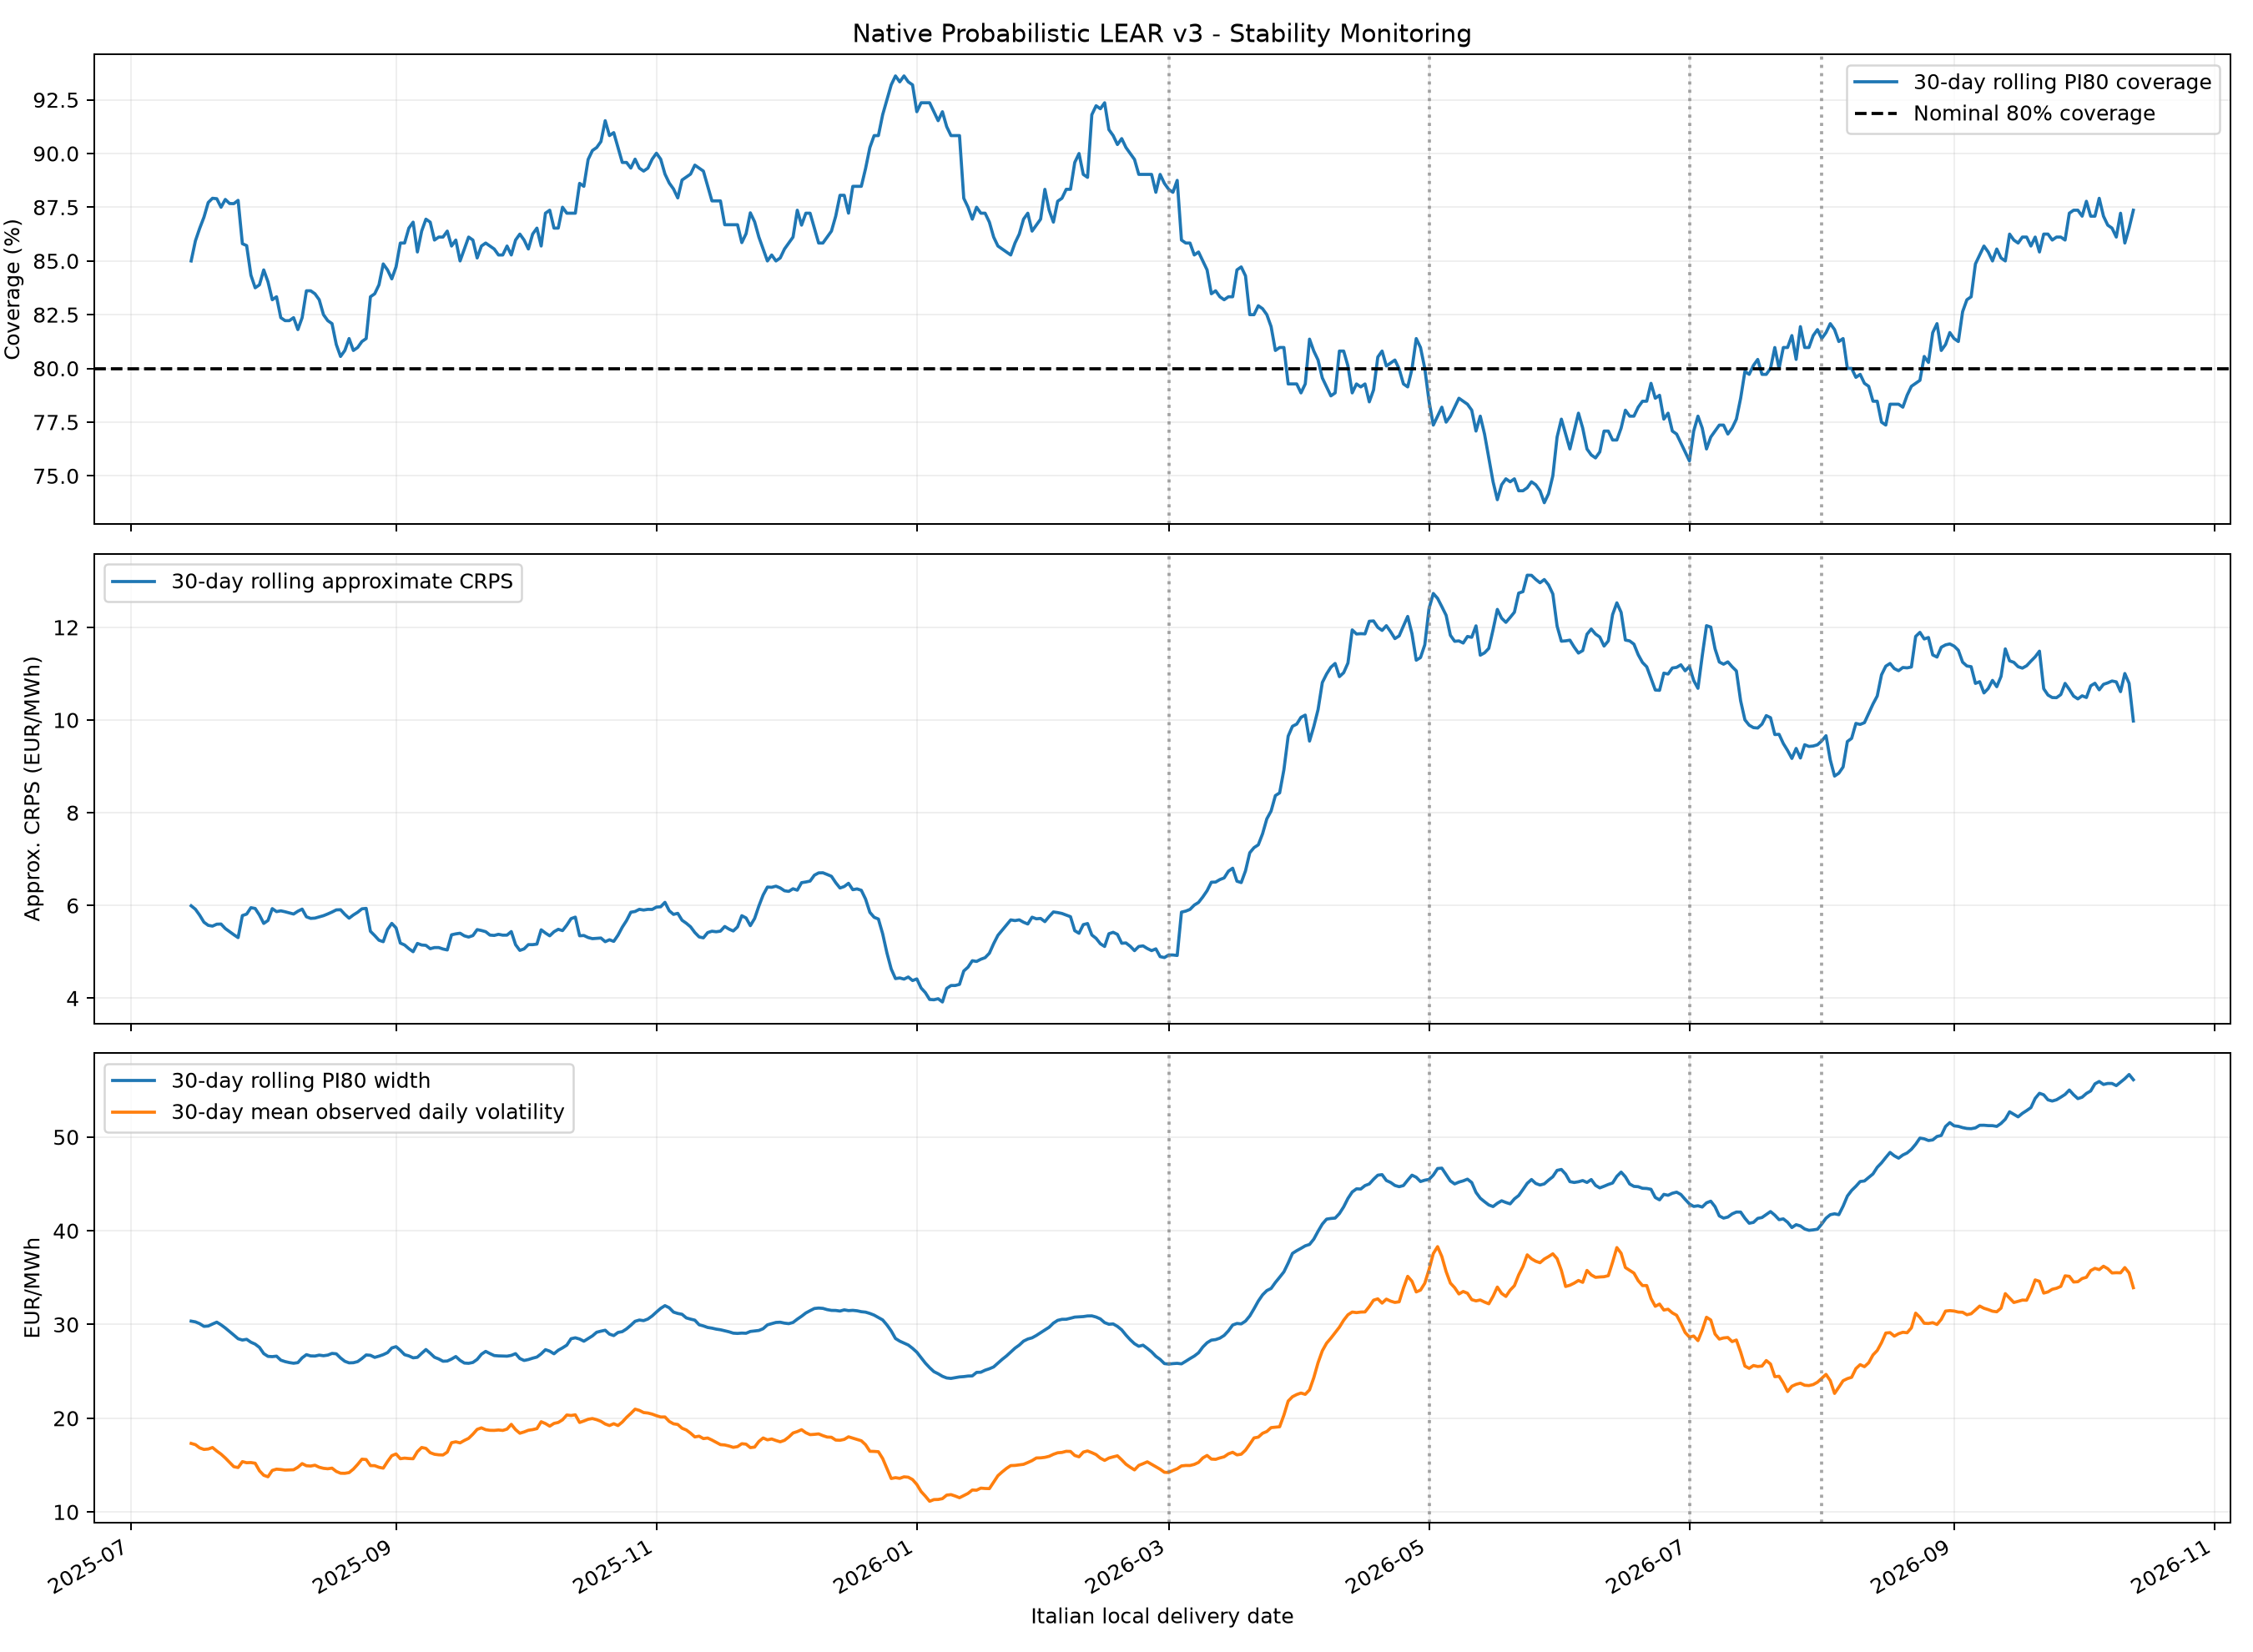 Native Probabilistic LEAR v3 - Stability Monitoring
Coverage (%)
92.5
90.0
87.5
85.0
82.5
80.0
77.5
75.0
30-day rolling PI80 coverage
Nominal 80% coverage
Approx. CRPS (EUR/MWh)
12
10
8
6
4
30-day rolling approximate CRPS
EUR/MWh
50
40
30
20
10
30-day rolling PI80 width
30-day mean observed daily volatility
2025-07
2025-09
2025-11
2026-01
2026-03
2026-05
2026-07
2026-09
2026-11
Italian local delivery date